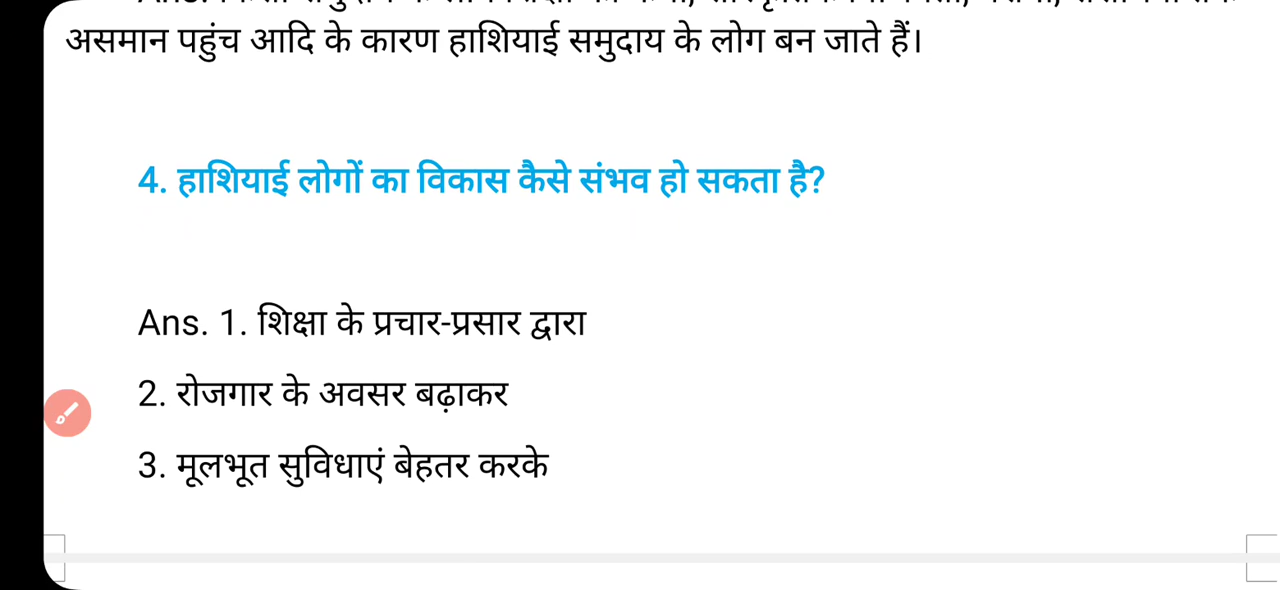 असमान पहुंच आदि के कारण हाशियाई समुदाय के लोग बन जाते हैं।
4. हाशियाई लोगों का विकास कैसे संभव हो सकता है?
Ans. 1. शिक्षा के प्रचार-प्रसार द्वारा
2. रोजगार के अवसर बढ़ाकर
3. मूलभूत सुविधाएं बेहतर करके